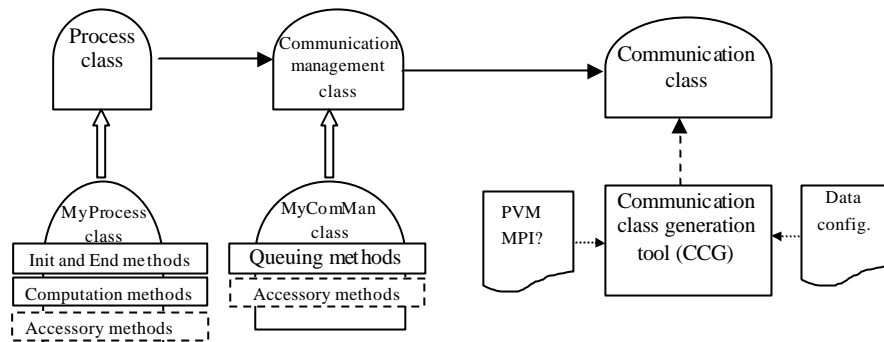 Process
class
Communication
management
class
Communication
class
MyProcess
class
Init and End methods
Computation methods
Accessory methods
MyComMan
class
Queuing methods
Accessory methods
PVM
MPI?
Communication
class generation
tool (CCG)
Data
config.